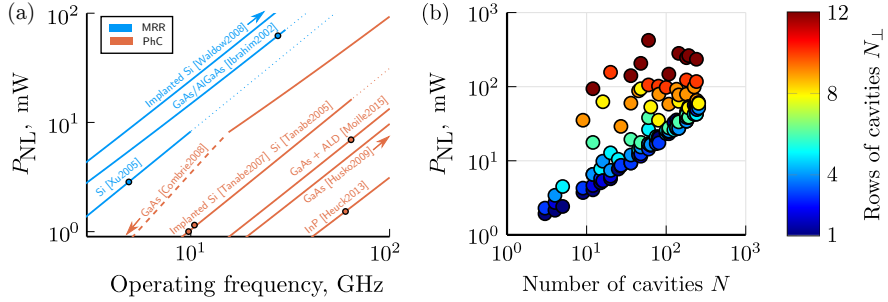 (a)
10²
10¹
10⁰
P_NL, mW
MRR
PhC
Implanted Si [Waldow2008]
GaAs/AlGaAs [Ibrahim2002]
Si [Xu2005]
GaAs [Combrie2008]
Implanted Si [Tanabe2007]
Si [Tanabe2005]
GaAs + ALD [Moille2015]
GaAs [Husko2009]
InP [Heuck2013]
10¹
10²
Operating frequency, GHz
(b)
10³
10²
10¹
10⁰
P_NL, mW
10⁰
10¹
10²
10³
Number of cavities N
12
8
4
1
Rows of cavities N⊥